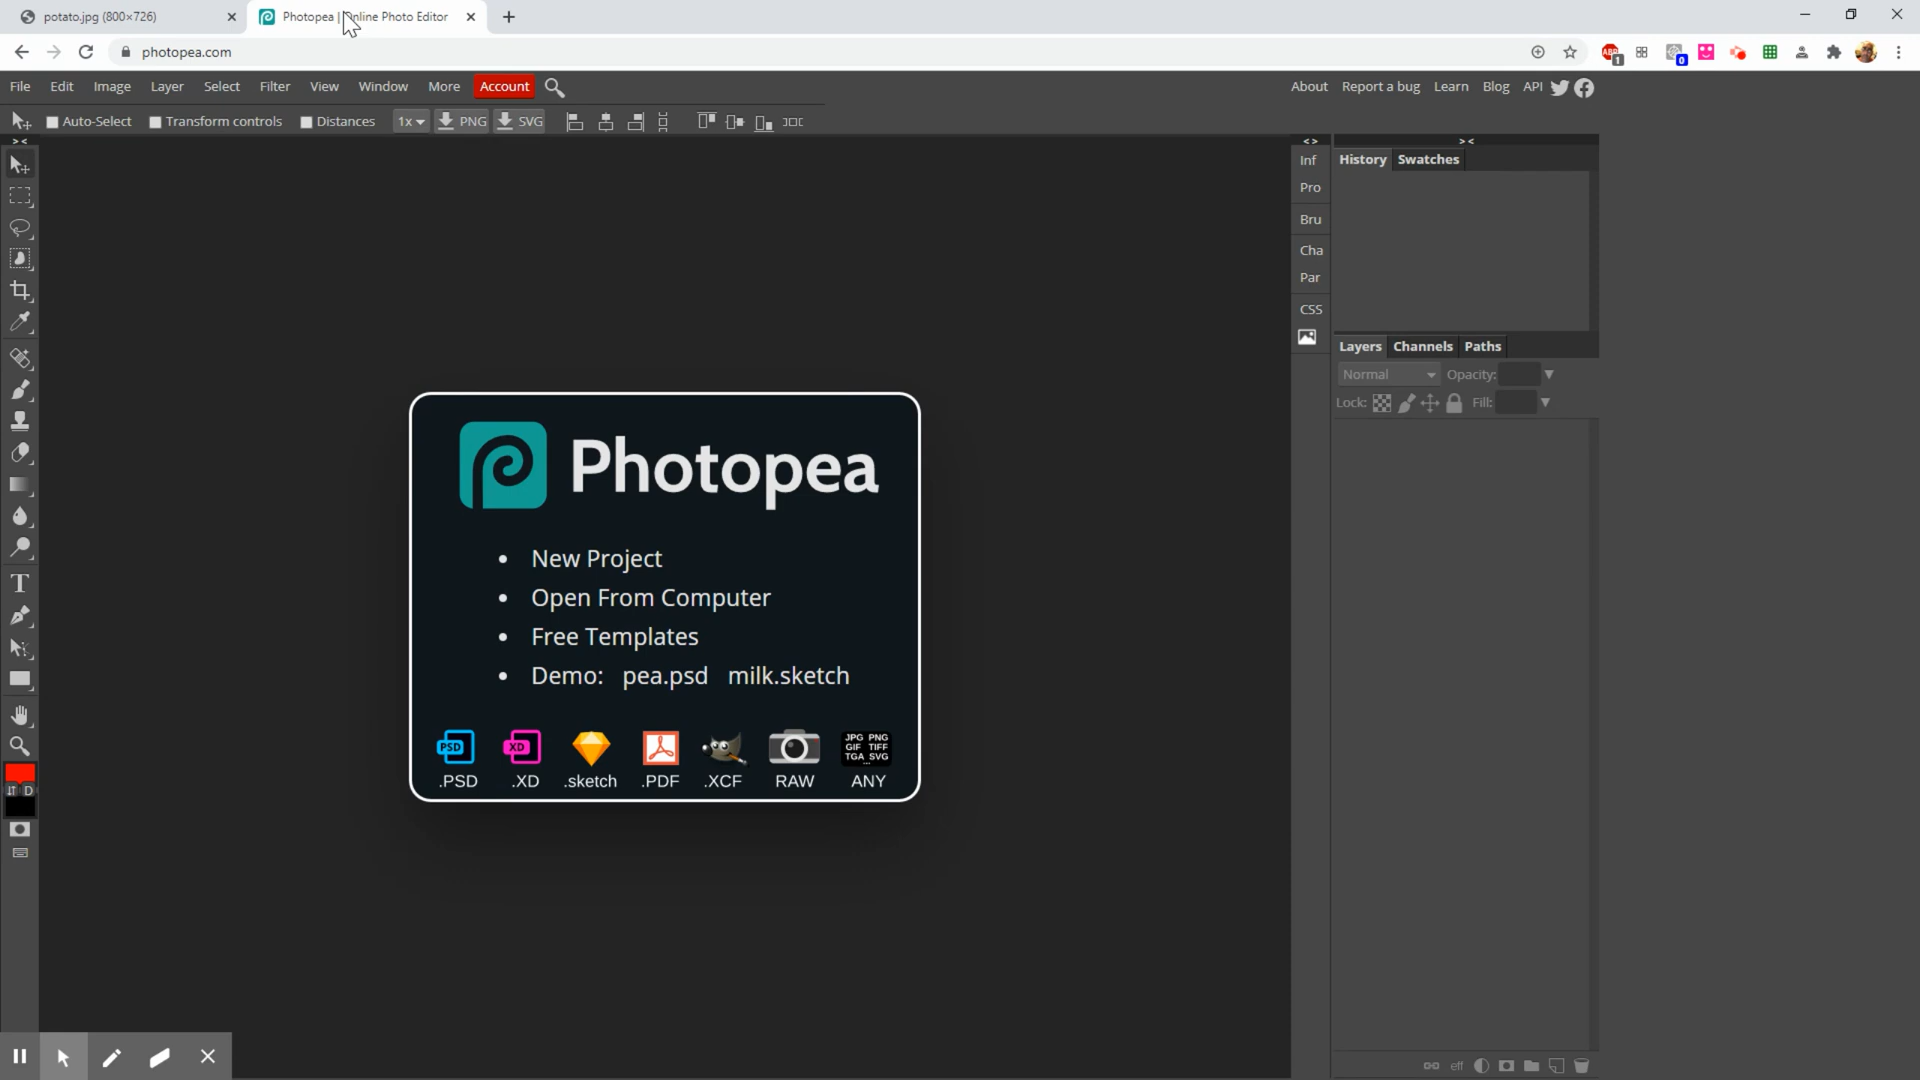 potato.jpg (800×726)
Photopea | Online Photo Editor
photopea.com
File Edit Image Layer Select Filter View Window More Account
About Report a bug Learn Blog API
Auto-Select Transform controls Distances 1x PNG SVG
Inf
Pro
Bru
Cha
Par
CSS
History Swatches
Layers Channels Paths
Normal Opacity:
Lock: Fill:
Photopea
New Project
Open From Computer
Free Templates
Demo: pea.psd milk.sketch
PSD XD JPG PNG
GIF TIFF
TGA SVG
...
.PSD .XD .sketch .PDF .XCF RAW ANY
T
D
eff
ABP
1
0